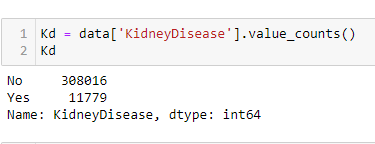 1 Kd = data['KidneyDisease'].value_counts()
2 Kd
No 308016
Yes 11779
Name: KidneyDisease, dtype: int64